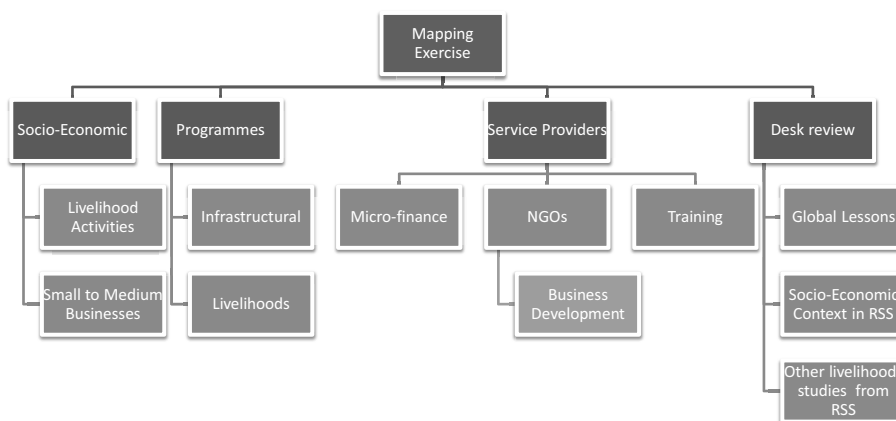 Mapping
Exercise
Socio-Economic
Programmes
Service Providers
Desk review
Livelihood
Activities
Infrastructural
Micro-finance
NGOs
Training
Global Lessons
Small to Medium
Businesses
Livelihoods
Business
Development
Socio-Economic
Context in RSS
Other livelihood
studies from
RSS